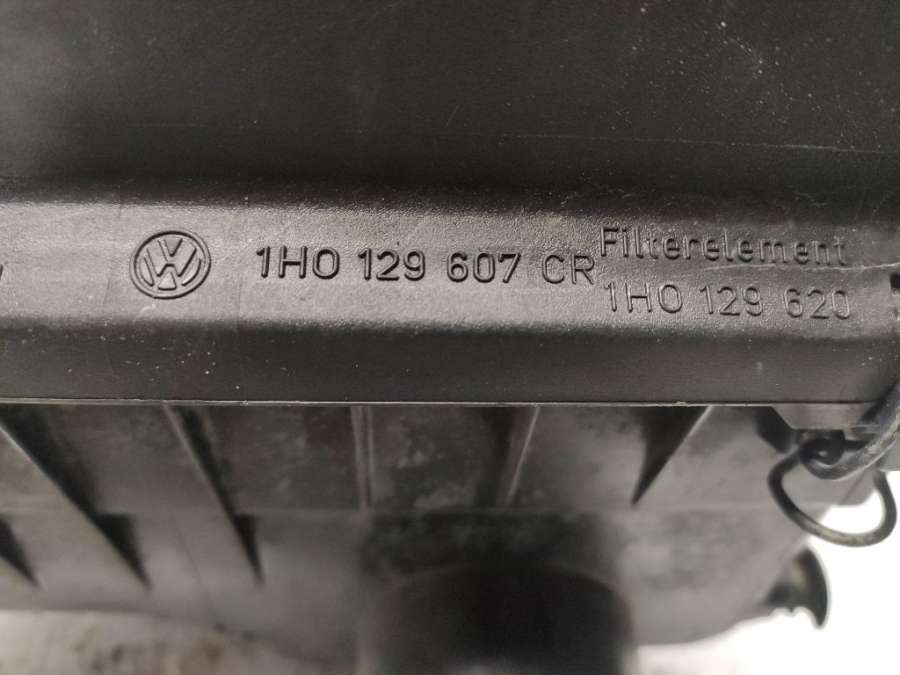 1HO 129 607 CR
Filterelement
1HO 129 620